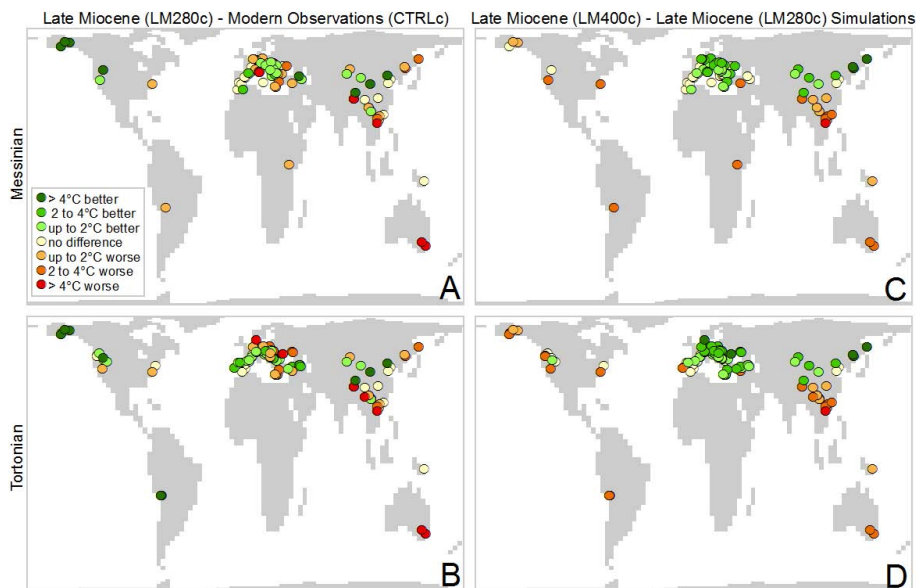 Late Miocene (LM280c) - Modern Observations (CTRLc)
Late Miocene (LM400c) - Late Miocene (LM280c) Simulations
Messinian
> 4°C better
2 to 4°C better
up to 2°C better
no difference
up to 2°C worse
2 to 4°C worse
> 4°C worse
A
C
Tortonian
B
D